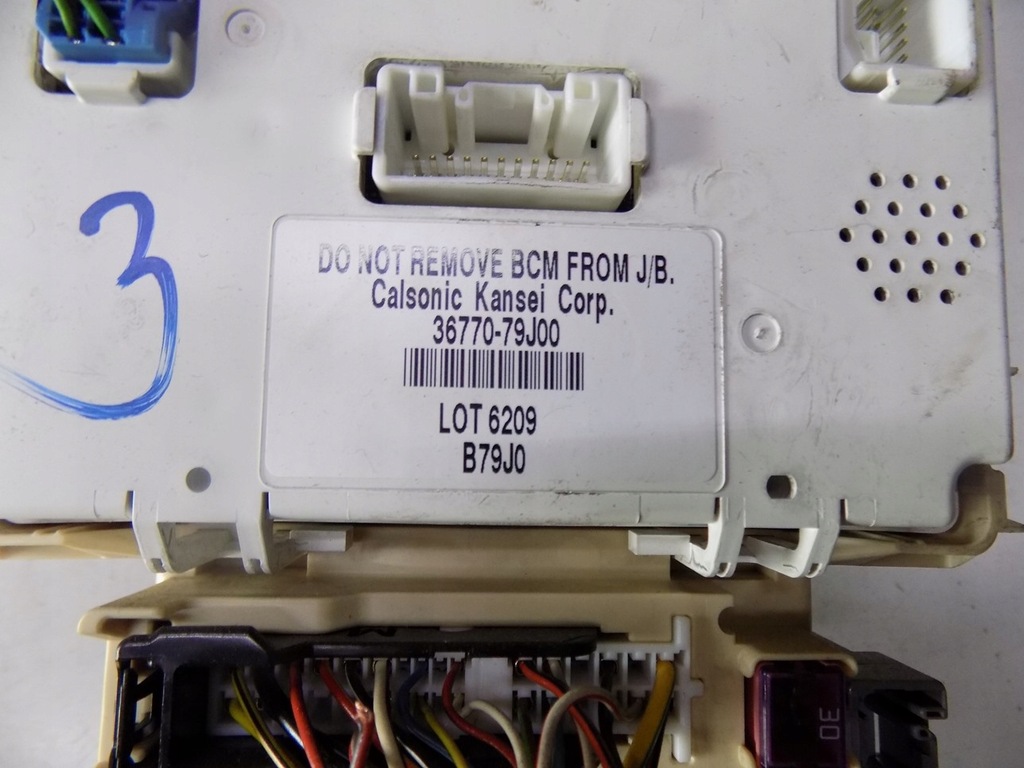 3
DO NOT REMOVE BCM FROM J/B.
Calsonic Kansei Corp.
36770-79J00
LOT 6209
B79J0
30